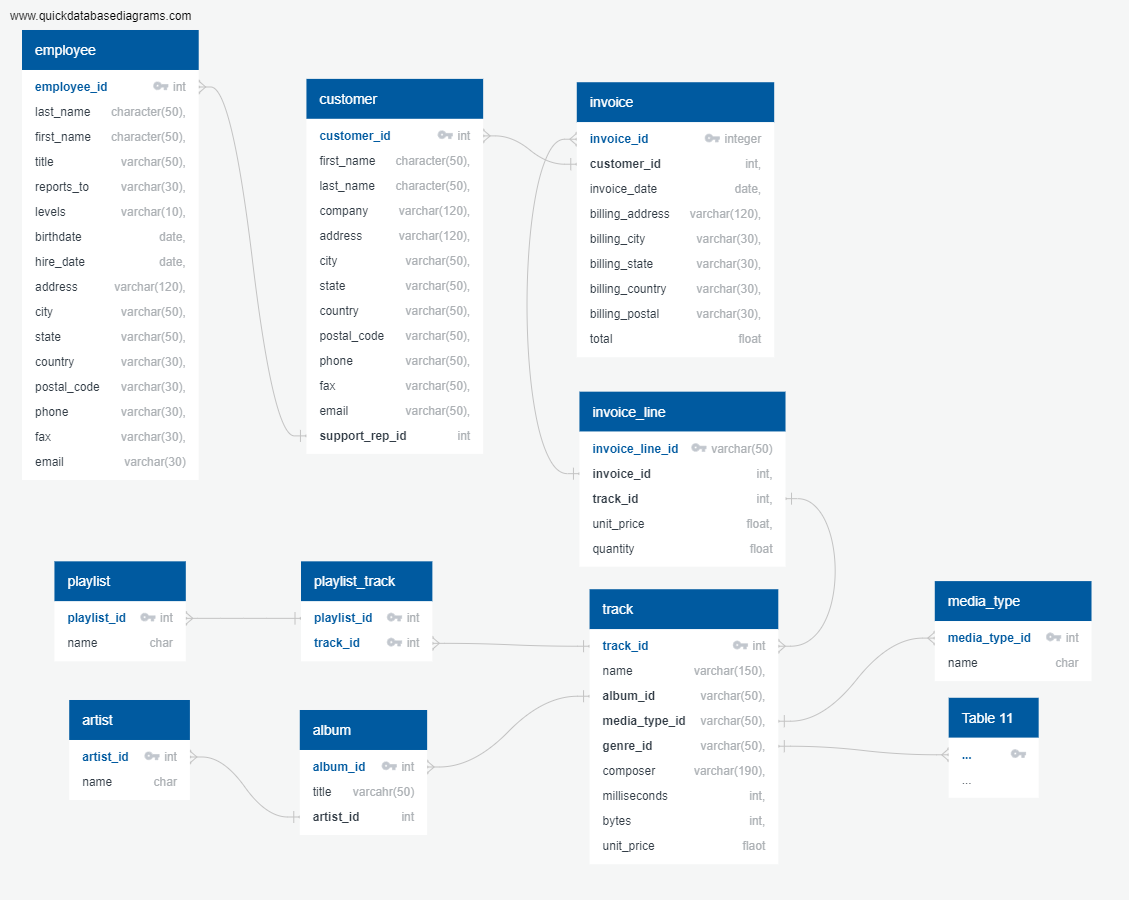 www.quickdatabasediagrams.com
employee
employee_id int
last_name character(50),
first_name character(50),
title varchar(50),
reports_to varchar(30),
levels varchar(10),
birthdate date,
hire_date date,
address varchar(120),
city varchar(50),
state varchar(50),
country varchar(30),
postal_code varchar(30),
phone varchar(30),
fax varchar(30),
email varchar(30)
customer
customer_id int
first_name character(50),
last_name character(50),
company varchar(120),
address varchar(120),
city varchar(50),
state varchar(50),
country varchar(50),
postal_code varchar(50),
phone varchar(50),
fax varchar(50),
email varchar(50),
support_rep_id int
invoice
invoice_id integer
customer_id int,
invoice_date date,
billing_address varchar(120),
billing_city varchar(30),
billing_state varchar(30),
billing_country varchar(30),
billing_postal varchar(30),
total float
invoice_line
invoice_line_id varchar(50)
invoice_id int,
track_id int,
unit_price float,
quantity float
playlist
playlist_id int
name char
playlist_track
playlist_id int
track_id int
track
track_id int
name varchar(150),
album_id varchar(50),
media_type_id varchar(50),
genre_id varchar(50),
composer varchar(190),
milliseconds int,
bytes int,
unit_price flaot
media_type
media_type_id int
name char
artist
artist_id int
name char
album
album_id int
title varcahr(50)
artist_id int
Table 11
...
...